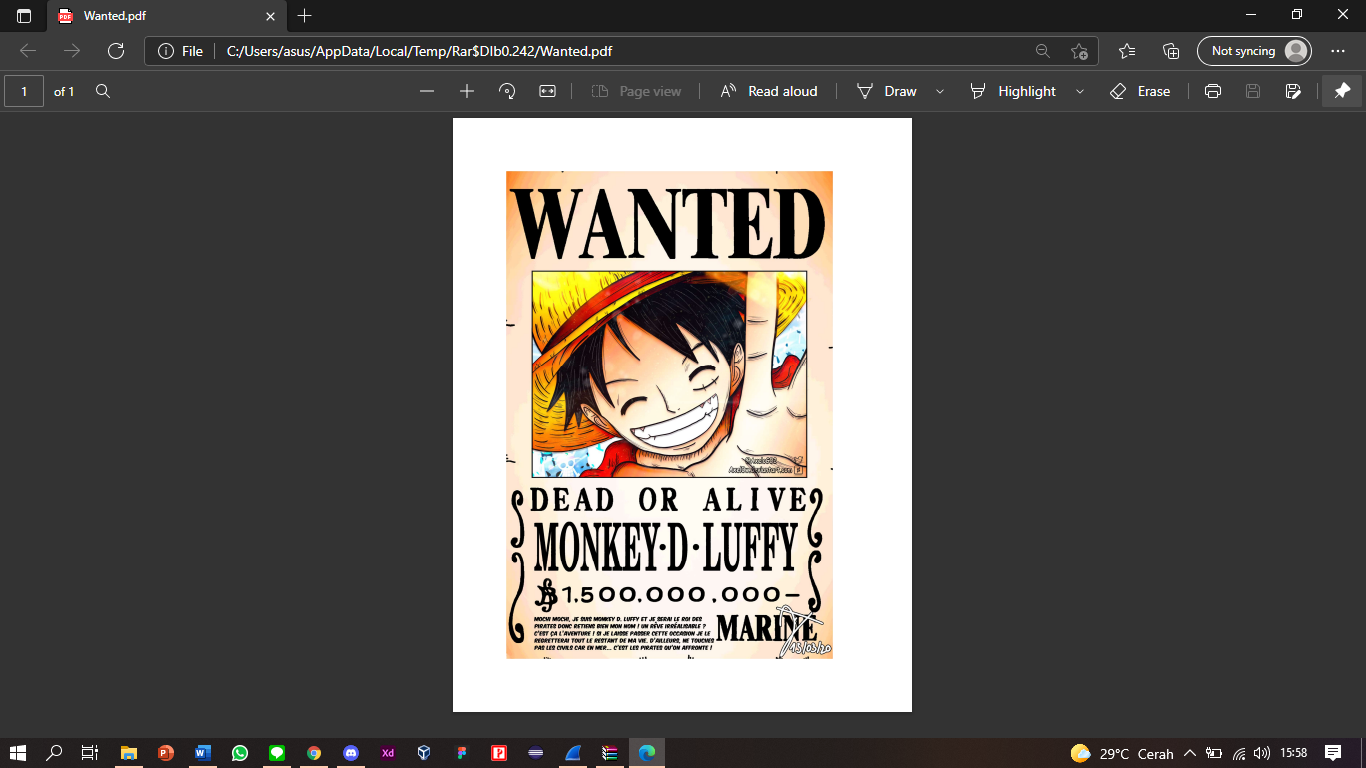 Wanted.pdf
File
C:/Users/asus/AppData/Local/Temp/Rar$DIb0.242/Wanted.pdf
Not syncing
1 of 1
Page view
Read aloud
Draw
Highlight
Erase
WANTED
DEAD OR ALIVE
MONKEY·D·LUFFY
1.500.000.000-
MOCHI MOCHI, JE SUIS MONKEY D. LUFFY ET JE SERAI LE ROI DES
PIRATES DONC RETIENS BIEN MON NOM ! UN RÊVE IRRÉALISABLE ?
C'EST ÇA L'AVENTURE ! SI JE LAISSE PASSER CETTE OCCASION JE LE
REGRETTERAI TOUT LE RESTANT DE MA VIE. D'AILLEURS, NE TOUCHES
PAS LES CIVILS CAR EN MER... C'EST LES PIRATES QU'ON AFFRONTE !
MARINE
15/03/20
29°C Cerah
15:58